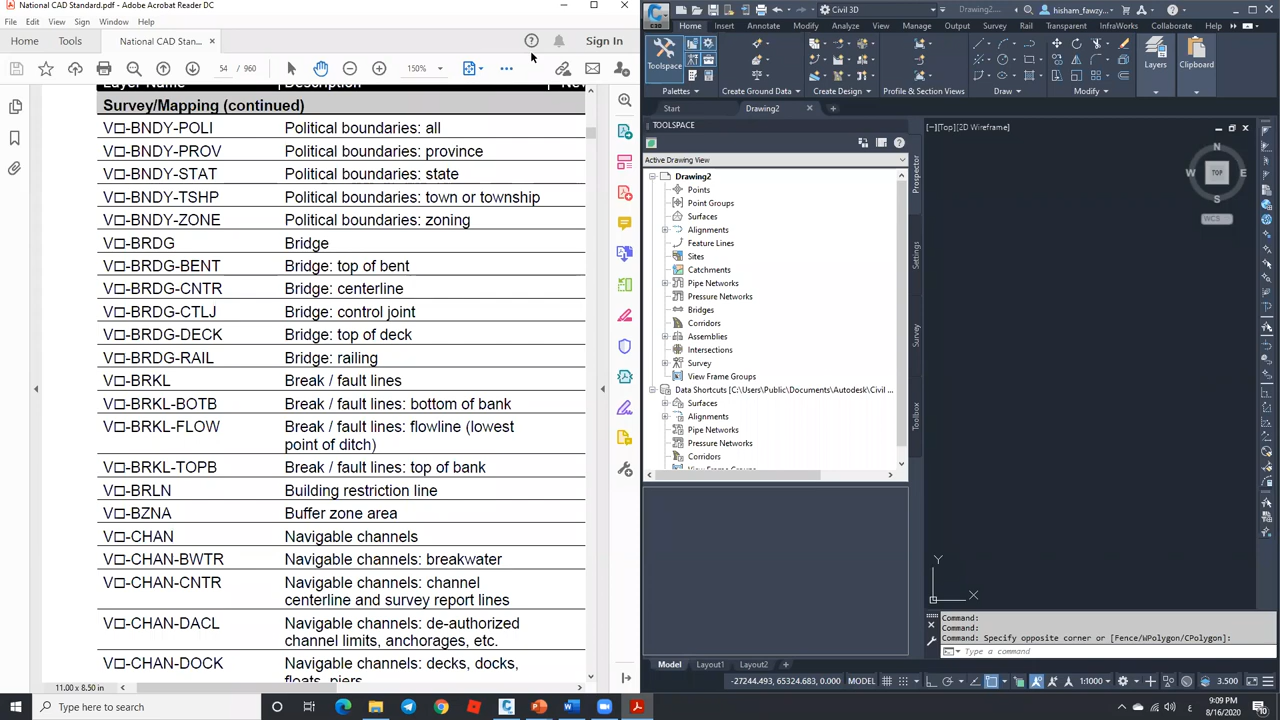 National CAD Standard.pdf - Adobe Acrobat Reader DC
File Edit View Sign Window Help
Home Tools National CAD Stan... × Sign In
54 / 960 150%
Survey/Mapping (continued)
V□-BNDY-POLI Political boundaries: all
V□-BNDY-PROV Political boundaries: province
V□-BNDY-STAT Political boundaries: state
V□-BNDY-TSHP Political boundaries: town or township
V□-BNDY-ZONE Political boundaries: zoning
V□-BRDG Bridge
V□-BRDG-BENT Bridge: top of bent
V□-BRDG-CNTR Bridge: centerline
V□-BRDG-CTLJ Bridge: control joint
V□-BRDG-DECK Bridge: top of deck
V□-BRDG-RAIL Bridge: railing
V□-BRKL Break / fault lines
V□-BRKL-BOTB Break / fault lines: bottom of bank
V□-BRKL-FLOW Break / fault lines: flowline (lowest
point of ditch)
V□-BRKL-TOPB Break / fault lines: top of bank
V□-BRLN Building restriction line
V□-BZNA Buffer zone area
V□-CHAN Navigable channels
V□-CHAN-BWTR Navigable channels: breakwater
V□-CHAN-CNTR Navigable channels: channel
centerline and survey report lines
V□-CHAN-DACL Navigable channels: de-authorized
channel limits, anchorages, etc.
V□-CHAN-DOCK Navigable channels: decks, docks,
floats, piers
11.00 x 8.50 in
Civil 3D Drawing2... hisham_fawzy...
Home Insert Annotate Modify Analyze View Manage Output Survey Rail Transparent InfraWorks Collaborate Help
Toolspace Layers Clipboard
Palettes Create Ground Data Create Design Profile & Section Views Draw Modify
Start Drawing2 ×
TOOLSPACE
Active Drawing View
Drawing2
Points
Point Groups
Surfaces
Alignments
Feature Lines
Sites
Catchments
Pipe Networks
Pressure Networks
Bridges
Corridors
Assemblies
Intersections
Survey
View Frame Groups
Data Shortcuts [C:\Users\Public\Documents\Autodesk\Civil ...
Surfaces
Alignments
Pipe Networks
Pressure Networks
Corridors
View Frame Groups
Prospector
Settings
Survey
Toolbox
[−][Top][2D Wireframe]
N
W TOP E
S
WCS
Y
X
Command:
Command:
Command: Specify opposite corner or [Fence/WPolygon/CPolygon]:
Type a command
Model Layout1 Layout2 +
-27244.493, 65324.683, 0.000 MODEL 1:1000 3.500
Type here to search
9:09 PM
8/16/2020